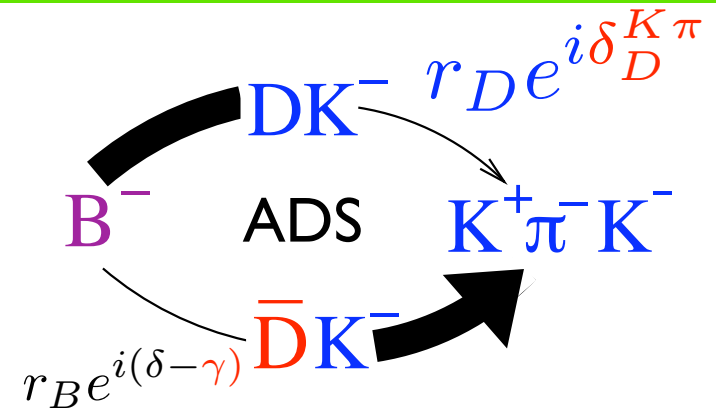 r_D e^{iδ_D^{Kπ}}
DK⁻
B⁻
ADS
K⁺π⁻K⁻
D̅K⁻
r_B e^{i(δ−γ)}